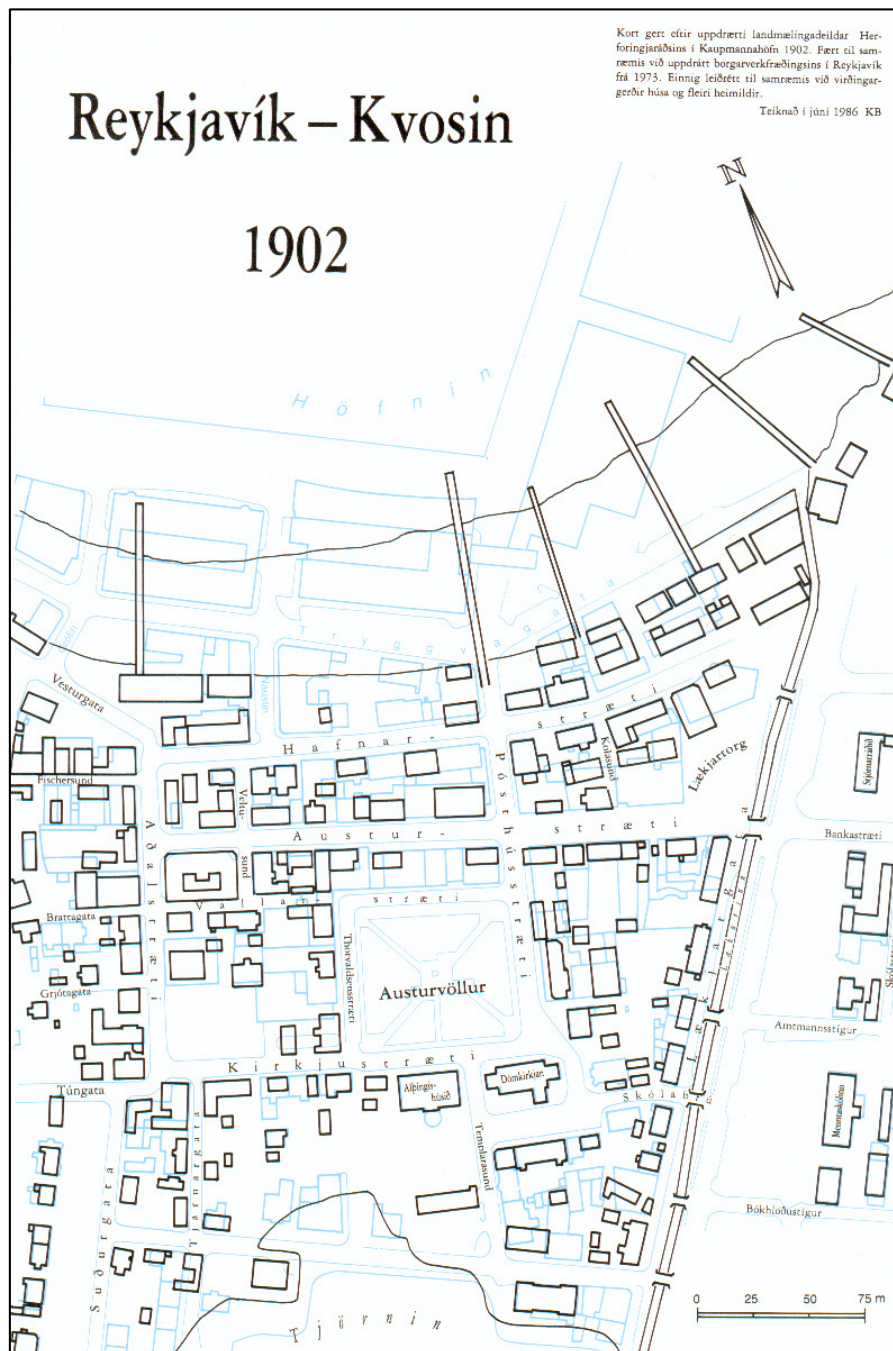 Kort gert eftir uppdrætti landmælingadeildar Her-
foringjaráðsins í Kaupmannahöfn 1902. Fært til sam-
ræmis við uppdrátt borgarverkfræðingsins í Reykjavík
frá 1973. Einnig leiðrétt til samræmis við virðingar-
gerðir húsa og fleiri heimildir.
Teiknað í júní 1986 KB
Reykjavík – Kvosin
1902
N
Höfnin
Tryggvagata
Vesturgata
Hafnar-
stræti
Fischersund
Veltu-
sund
Kolasund
Lækjartorg
Stjórnarráðið
Aðalstræti
Pósthússtræti
Austur-
stræti
Bankastræti
Vallar-
stræti
Lækjargata
Brattagata
Thorvaldsensstræti
Austurvöllur
Grjótagata
Amtmannsstígur
Kirkjustræti
Túngata
Alþingis-
húsið
Dómkirkjan
Skólabrú
Menntaskólinn
Tjarnargata
Templarasund
Suðurgata
Bókhlöðustígur
Tjörnin
0 25 50 75 m